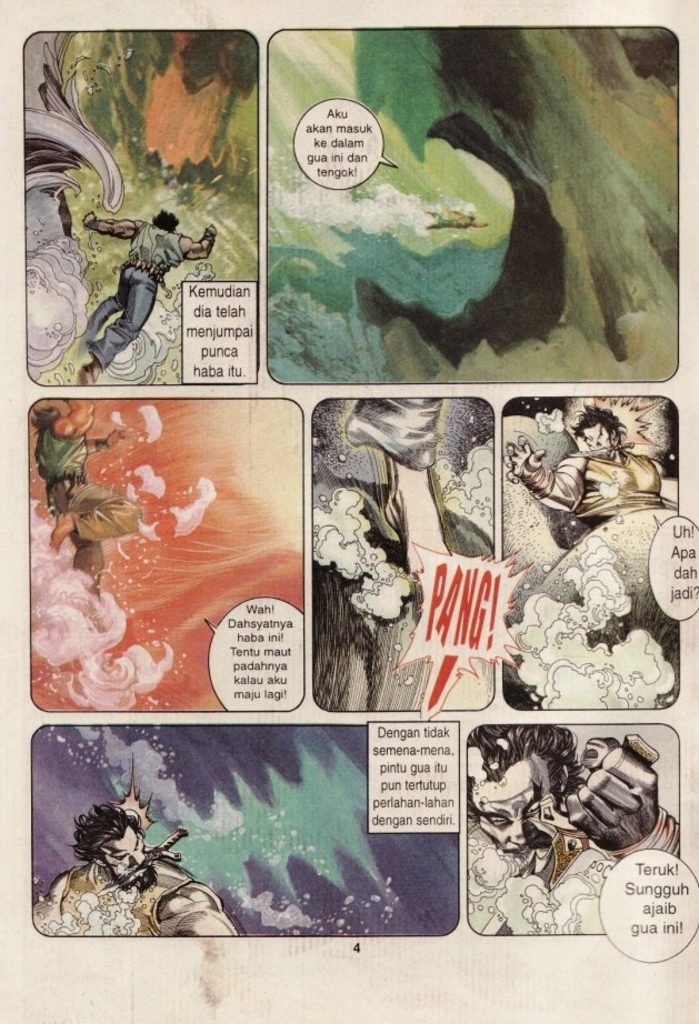 Kemudian
dia telah
menjumpai
punca
haba itu.
Aku
akan masuk
ke dalam
gua ini dan
tengok!
Wah!
Dahsyatnya
haba ini!
Tentu maut
padahnya
kalau aku
maju lagi!
PANG!
Uh!
Apa
dah
jadi?
Dengan tidak
semena-mena,
pintu gua itu
pun tertutup
perlahan-lahan
dengan sendiri.
Teruk!
Sungguh
ajaib
gua ini!
4